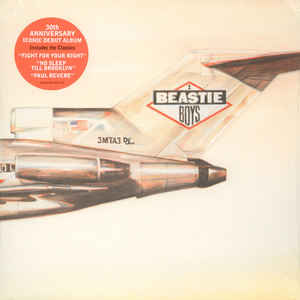 30th
ANNIVERSARY
ICONIC DEBUT ALBUM
Includes the Classics
"FIGHT FOR YOUR RIGHT"
"NO SLEEP
TILL BROOKLYN"
"PAUL REVERE"
BEASTIE
BOYS
3MTA3